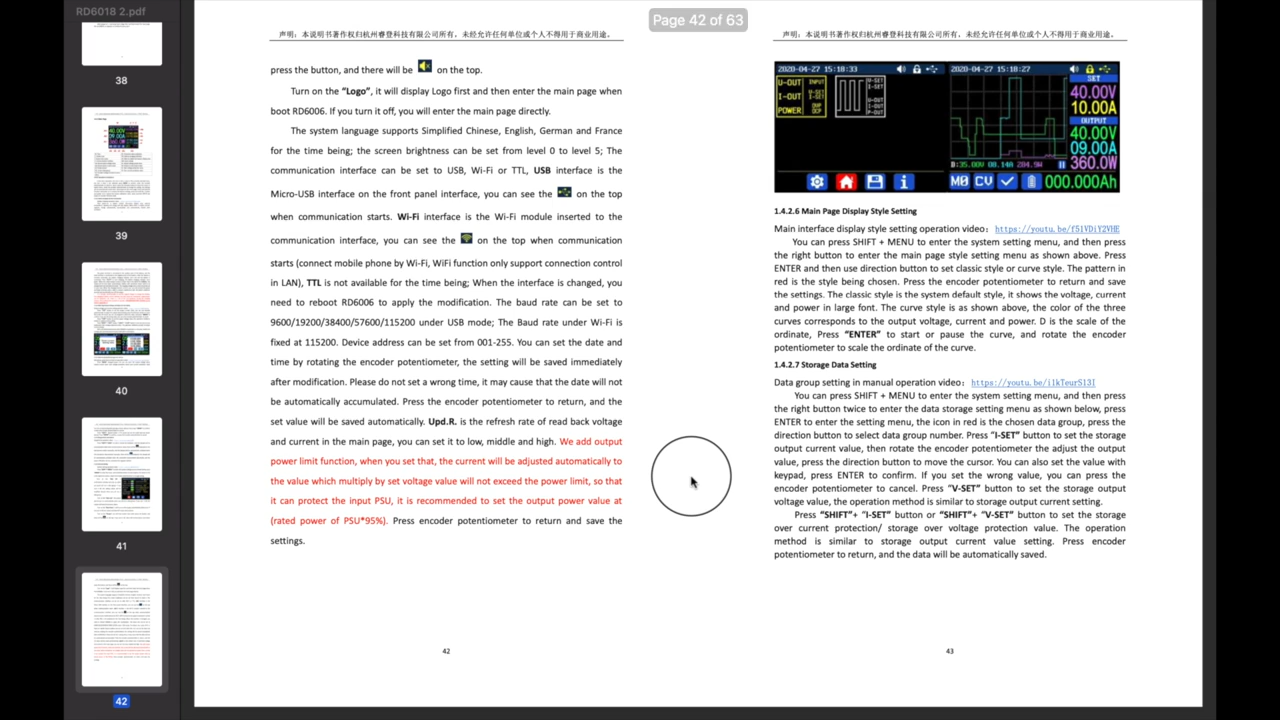 RD6018 2.pdf
Page 42 of 63
38
39
40
41
42
声明：本说明书著作权归杭州睿登科技有限公司所有，未经允许任何单位或个人不得用于商业用途。
press the button, and there will be on the top.
Turn on the "Logo", it will display Logo first and then enter the main page when
boot RD6006. If you turn it off, you will enter the main page directly.
The system language supports Simplified Chinese, English, German and France
for the time being; the screen brightness can be set from level 0 to level 5; The
communication interface can be set to USB, Wi-Fi or TTL, USB interface is the
USB interface on the front panel interface, you can see on the top
when communication starts. Wi-Fi interface is the Wi-Fi module inserted to the
communication interface, you can see the on the top when communication
starts (connect mobile phone by Wi-Fi, WiFi function only support connection control
LAN), TTL is not available for the time being; When the interface is changed, you
need to reboot RD6006 to apply the modification. The baudrate can be set to
under USB mode; The Baudrate under Wi-Fi is
fixed at 115200. Device address can be set from 001-255. You can set the date and
time by rotating the encoder potentiometer, the setting will be saved immediately
after modification. Please do not set a wrong time, it may cause that the date will not
be automatically accumulated. Press the encoder potentiometer to return, and the
set value will be saved automatically. Upd.R. is the refresh rate of read back voltage
and current in the main page, you can set it to low, middle and high. We add output
power limit function, when set that, the current will be adjusted automatically to
the value which multiply by set voltage value will not exceed the power limit, so that
it can protect the input PSU, it is recommended to set the output power value at
(rated power of PSU*95%). Press encoder potentiometer to return and save the
settings.
42
声明：本说明书著作权归杭州睿登科技有限公司所有，未经允许任何单位或个人不得用于商业用途。
2020-04-27 15:18:33
U-OUT INPUT
I-OUT U-SET I-SET
POWER OVP OCP
U-SET
I-SET
U-OUT
I-OUT
P-OUT
2020-04-27 15:18:27
SET
40.00V
10.00A
OUTPUT
40.00V
09.00A
360.0W
D:35.00V 08.14A 284.9W
M0 CV 000.000Ah
1.4.2.6 Main Page Display Style Setting
Main interface display style setting operation video：https://youtu.be/f51VDiY2VHE
You can press SHIFT + MENU to enter the system setting menu, and then press
the right button to enter the main page style setting menu as shown above. Press
ENTER and then use direction button to set classic style or curve style. The pattern in
red is the style being chosen. Press the encoder potentiometer to return and save
the settings. The classic style is the system default style, it shows the voltage, current
and power in large font. The curve style is as shown above, the color of the three
curves corresponds to the output voltage, current and power. D is the scale of the
ordinate, Press "ENTER" to start or pause the curve, and rotate the encoder
potentiometer to scale the ordinate of the curve.
1.4.2.7 Storage Data Setting
Data group setting in manual operation video：https://youtu.be/i1kTeurS13I
You can press SHIFT + MENU to enter the system setting menu, and then press
the right button twice to enter the data storage setting menu as shown below, press
ENTER to enter the setting menu, the icon in red is the chosen data group, press the
direction button to select data group number. Press "I-SET" button to set the storage
output current value, then rotate the encoder potentiometer the adjust the output
value, press the direction button to move the cursor. You can also set the value with
keypad, press ENTER to confirm. If you set the wrong value, you can press the
encoder potentiometer to cancel. Press "V-SET" button to set the storage output
voltage value, the operation method is similar to storage output current setting.
Press "SHIFT"+ "I-SET" button or "SHIFT"+ "V-SET" button to set the storage
over current protection/ storage over voltage protection value. The operation
method is similar to storage output current value setting. Press encoder
potentiometer to return, and the data will be automatically saved.
43